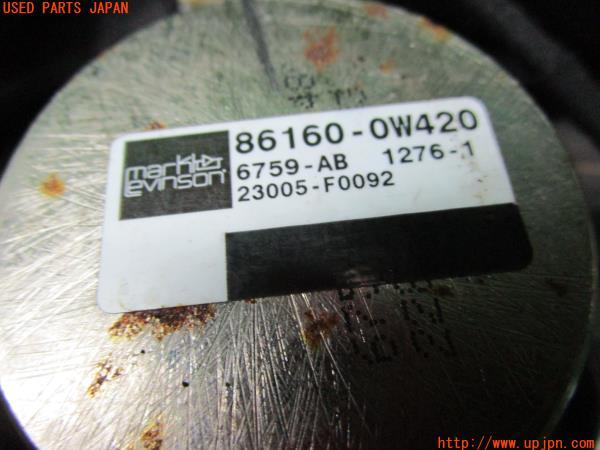 USED PARTS JAPAN
mark levinson
86160-0W420
6759-AB 1276-1
23005-F0092
http://www.upjpn.com/